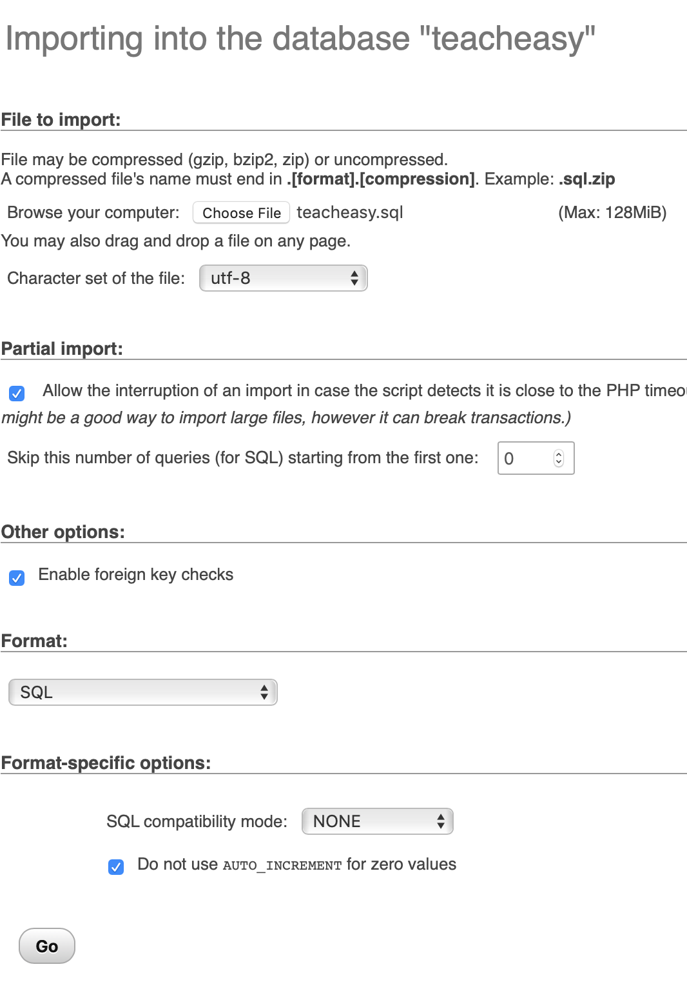 Importing into the database "teacheasy"
File to import:
File may be compressed (gzip, bzip2, zip) or uncompressed.
A compressed file's name must end in .[format].[compression]. Example: .sql.zip
Browse your computer: Choose File teacheasy.sql (Max: 128MiB)
You may also drag and drop a file on any page.
Character set of the file: utf-8
Partial import:
Allow the interruption of an import in case the script detects it is close to the PHP timeou
might be a good way to import large files, however it can break transactions.)
Skip this number of queries (for SQL) starting from the first one: 0
Other options:
Enable foreign key checks
Format:
SQL
Format-specific options:
SQL compatibility mode: NONE
Do not use AUTO_INCREMENT for zero values
Go